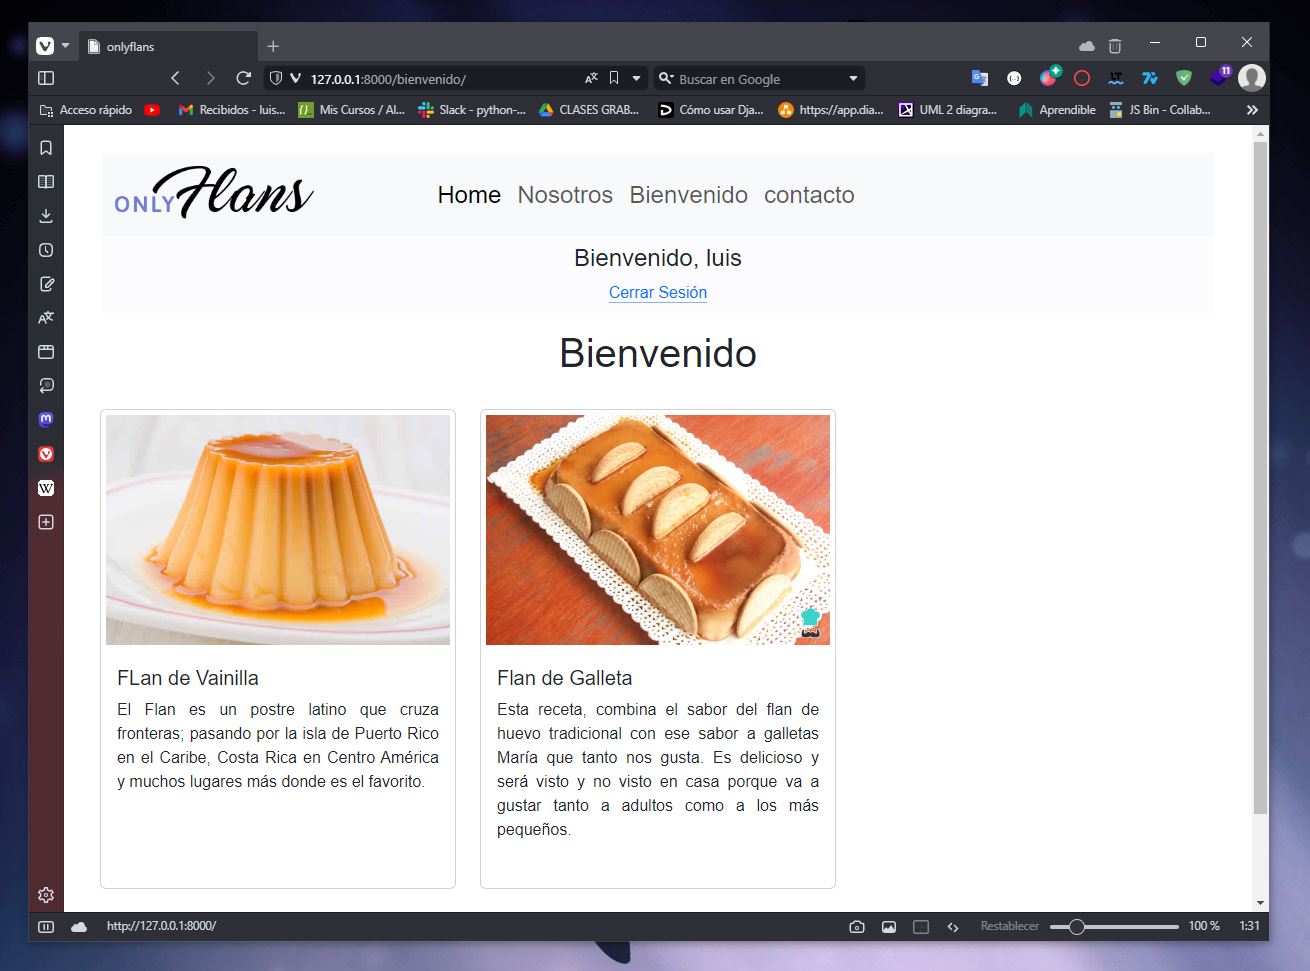 onlyflans
127.0.0.1:8000/bienvenido/
Buscar en Google
11
Acceso rápido
Recibidos - luis...
Mis Cursos / Al...
Slack - python-...
CLASES GRAB...
Cómo usar Dja...
https://app.dia...
UML 2 diagra...
Aprendible
JS Bin - Collab...
ONLY Flans
Home Nosotros Bienvenido contacto
Bienvenido, luis
Cerrar Sesión
Bienvenido
FLan de Vainilla
El Flan es un postre latino que cruza
fronteras; pasando por la isla de Puerto Rico
en el Caribe, Costa Rica en Centro América
y muchos lugares más donde es el favorito.
Flan de Galleta
Esta receta, combina el sabor del flan de
huevo tradicional con ese sabor a galletas
María que tanto nos gusta. Es delicioso y
será visto y no visto en casa porque va a
gustar tanto a adultos como a los más
pequeños.
W
http://127.0.0.1:8000/
Restablecer
100 %
1:31